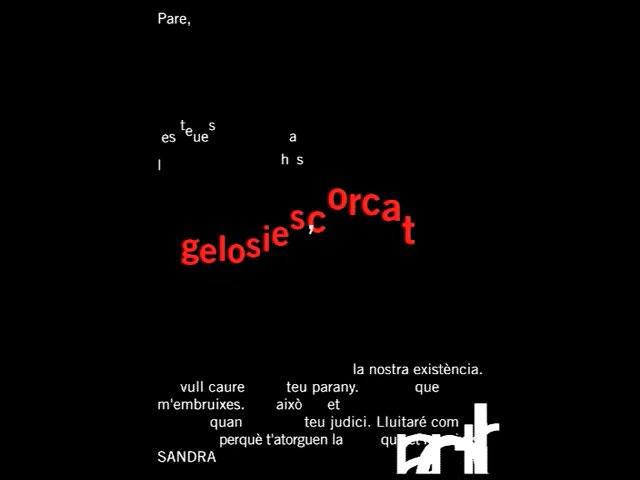 Pare,
es teues a
l h s
gelosies, corcat
la nostra existència.
vull caure teu parany. que
m'embruixes. això et
quan teu judici. Lluitaré com
perquè t'atorguen la
SANDRA